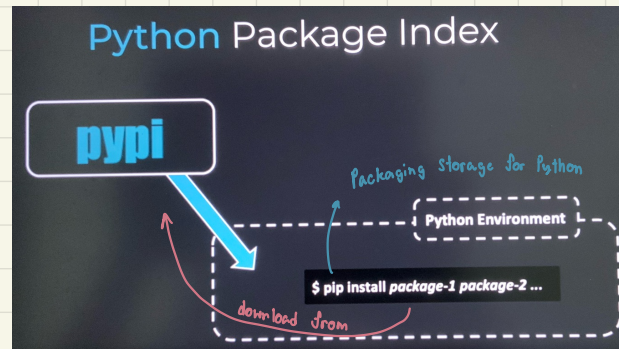 Python Package Index
pypi
Packaging Storage for Python
Python Environment
$ pip install package-1 package-2 ...
download from